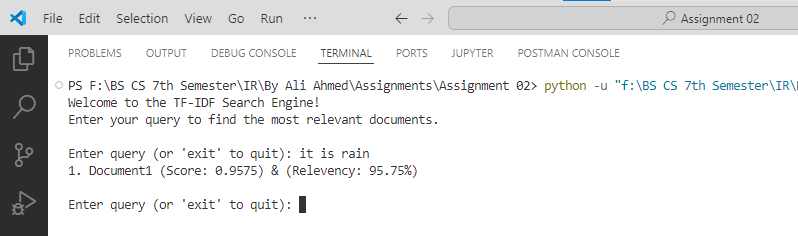 File Edit Selection View Go Run ... Assignment 02
PROBLEMS OUTPUT DEBUG CONSOLE TERMINAL PORTS JUPYTER POSTMAN CONSOLE
PS F:\BS CS 7th Semester\IR\By Ali Ahmed\Assignments\Assignment 02> python -u "f:\BS CS 7th Semester\IR\
Welcome to the TF-IDF Search Engine!
Enter your query to find the most relevant documents.
Enter query (or 'exit' to quit): it is rain
1. Document1 (Score: 0.9575) & (Relevency: 95.75%)
Enter query (or 'exit' to quit):